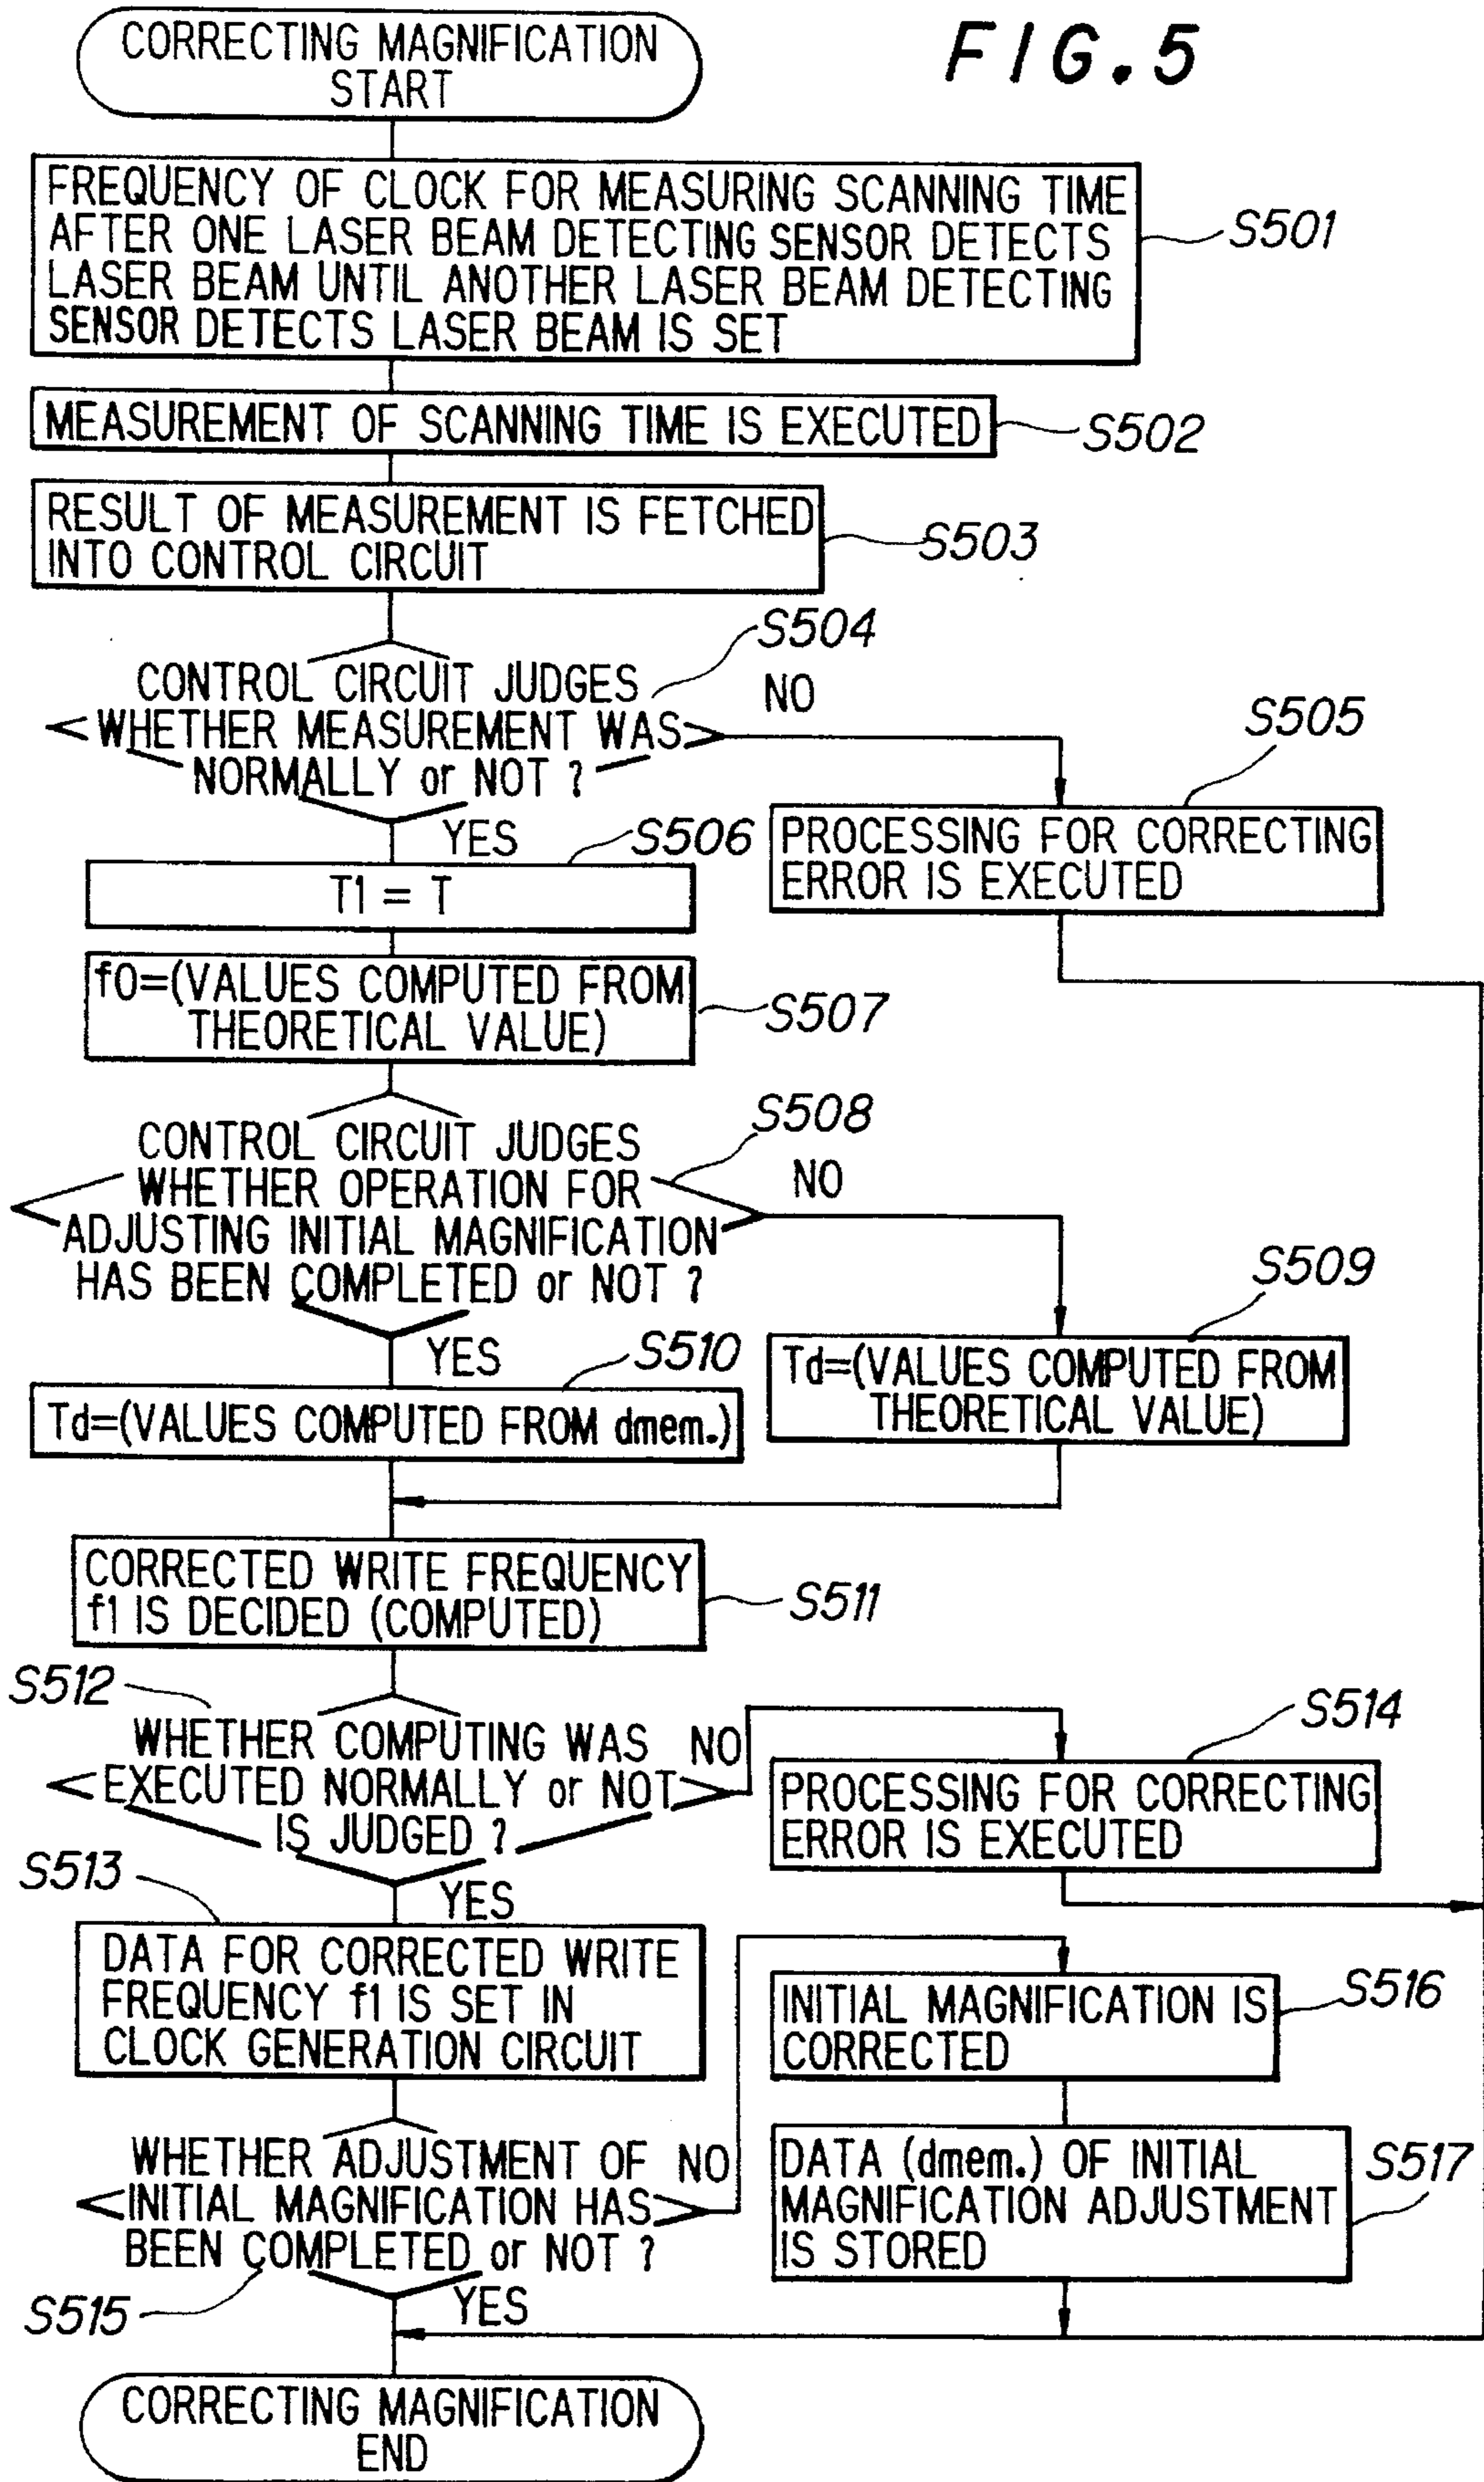 CORRECTING MAGNIFICATION
START
FIG.5
FREQUENCY OF CLOCK FOR MEASURING SCANNING TIME
AFTER ONE LASER BEAM DETECTING SENSOR DETECTS
LASER BEAM UNTIL ANOTHER LASER BEAM DETECTING
SENSOR DETECTS LASER BEAM IS SET
S501
MEASUREMENT OF SCANNING TIME IS EXECUTED
S502
RESULT OF MEASUREMENT IS FETCHED
INTO CONTROL CIRCUIT
S503
S504
CONTROL CIRCUIT JUDGES
WHETHER MEASUREMENT WAS
NORMALLY or NOT ?
NO
YES
S505
PROCESSING FOR CORRECTING
ERROR IS EXECUTED
S506
T1 = T
f0=(VALUES COMPUTED FROM
THEORETICAL VALUE)
S507
S508
CONTROL CIRCUIT JUDGES
WHETHER OPERATION FOR
ADJUSTING INITIAL MAGNIFICATION
HAS BEEN COMPLETED or NOT ?
NO
YES
S509
Td=(VALUES COMPUTED FROM
THEORETICAL VALUE)
S510
Td=(VALUES COMPUTED FROM dmem.)
CORRECTED WRITE FREQUENCY
f1 IS DECIDED (COMPUTED)
S511
S512
WHETHER COMPUTING WAS
EXECUTED NORMALLY or NOT
IS JUDGED ?
NO
YES
S514
PROCESSING FOR CORRECTING
ERROR IS EXECUTED
S513
DATA FOR CORRECTED WRITE
FREQUENCY f1 IS SET IN
CLOCK GENERATION CIRCUIT
INITIAL MAGNIFICATION IS
CORRECTED
S516
WHETHER ADJUSTMENT OF
INITIAL MAGNIFICATION HAS
BEEN COMPLETED or NOT ?
NO
YES
S515
DATA (dmem.) OF INITIAL
MAGNIFICATION ADJUSTMENT
IS STORED
S517
CORRECTING MAGNIFICATION
END